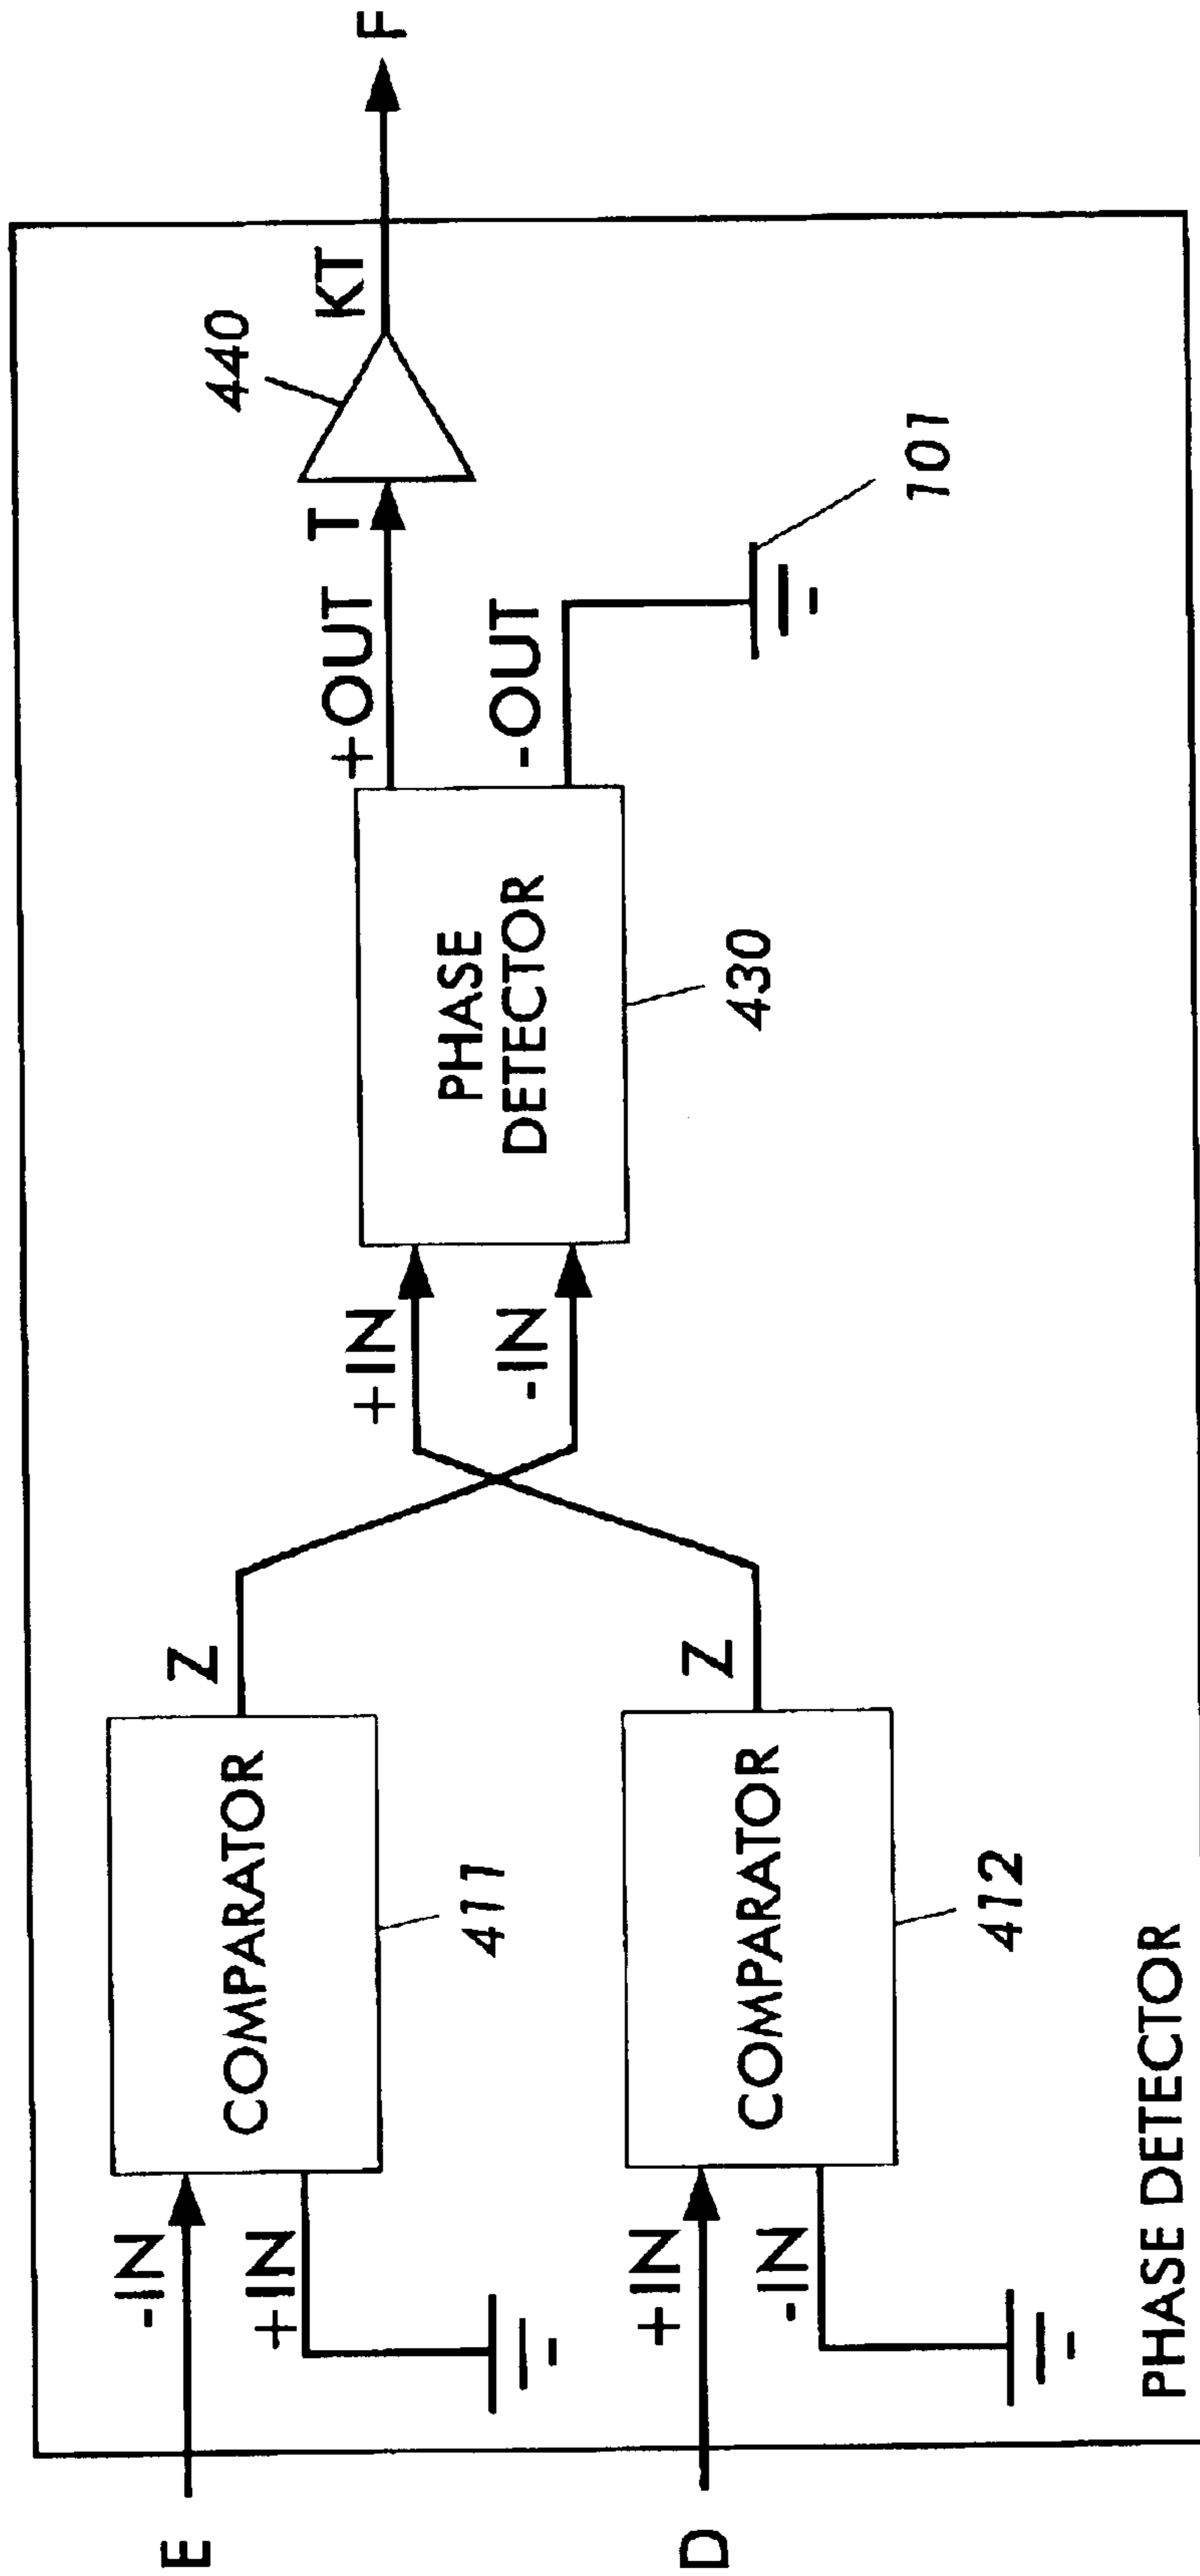 E
-IN
+IN
COMPARATOR
411
Z
D
+IN
-IN
COMPARATOR
412
Z
+IN
-IN
PHASE
DETECTOR
430
+OUT T
-OUT
101
440
KT
F
PHASE DETECTOR